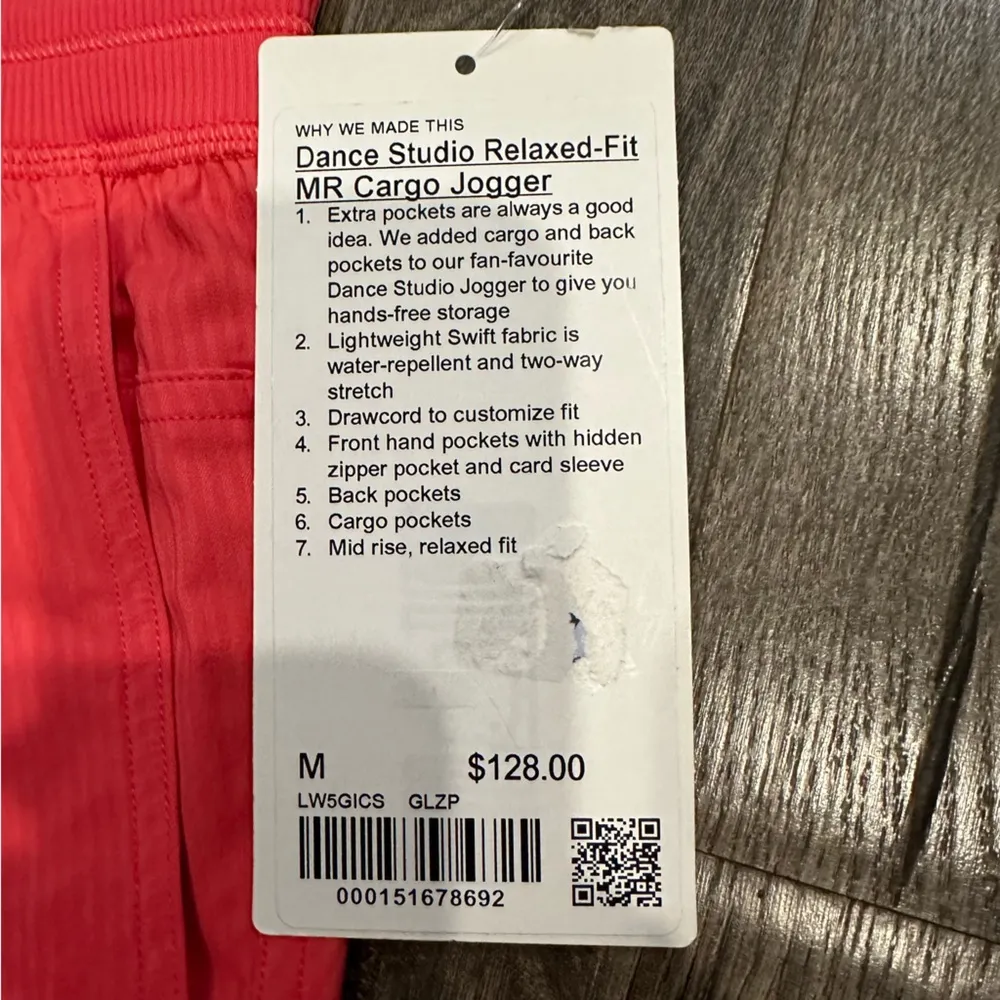 WHY WE MADE THIS
Dance Studio Relaxed-Fit
MR Cargo Jogger
1. Extra pockets are always a good
idea. We added cargo and back
pockets to our fan-favourite
Dance Studio Jogger to give you
hands-free storage
2. Lightweight Swift fabric is
water-repellent and two-way
stretch
3. Drawcord to customize fit
4. Front hand pockets with hidden
zipper pocket and card sleeve
5. Back pockets
6. Cargo pockets
7. Mid rise, relaxed fit
M $128.00
LW5GICS GLZP
000151678692